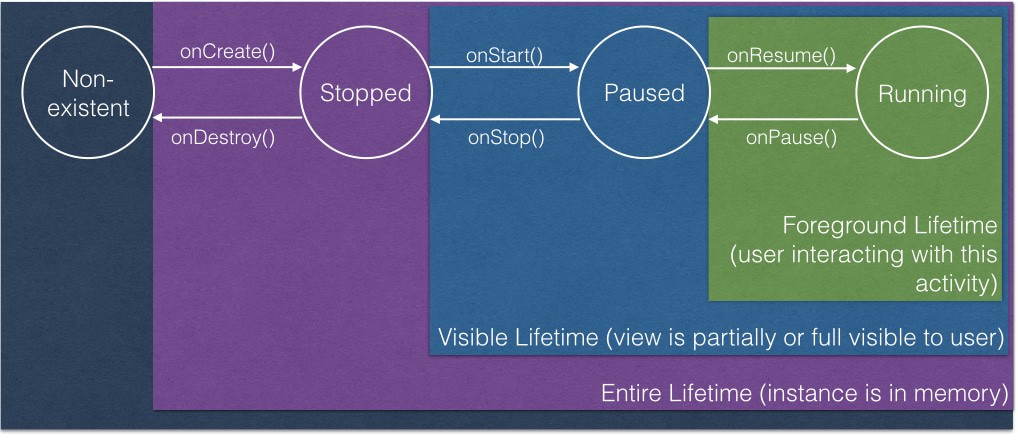 Non-
existent
onCreate()
onDestroy()
Stopped
onStart()
onStop()
Paused
onResume()
onPause()
Running
Foreground Lifetime
(user interacting with this
activity)
Visible Lifetime (view is partially or full visible to user)
Entire Lifetime (instance is in memory)